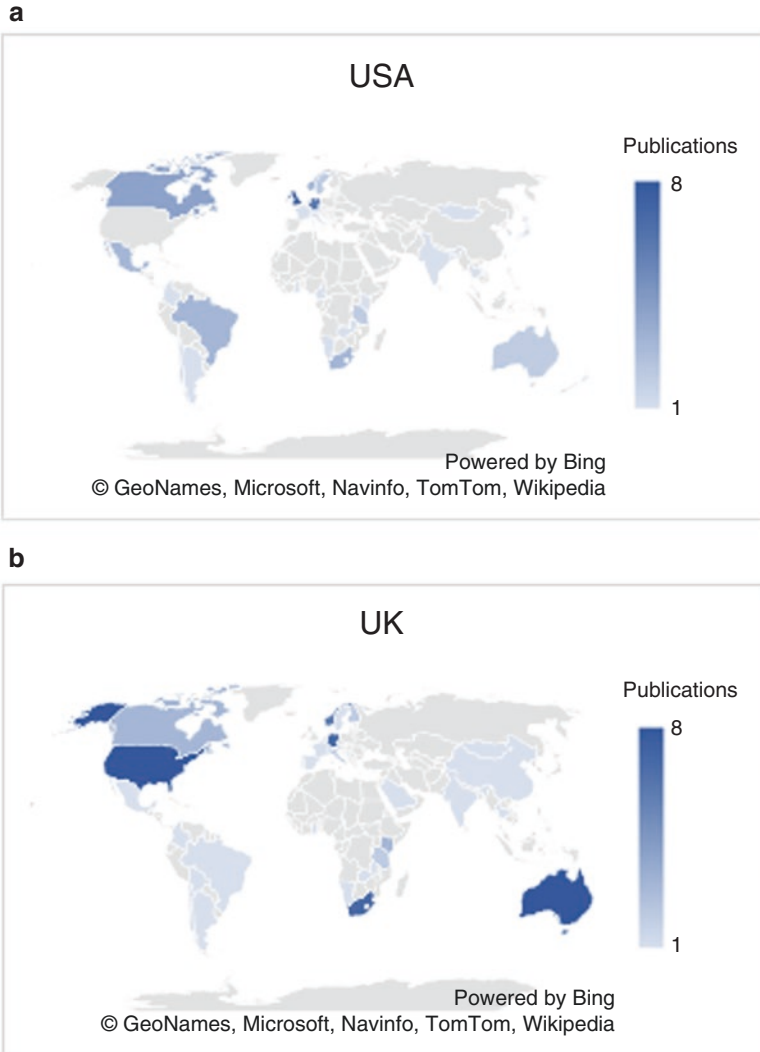 a
USA
Publications
8
1
Powered by Bing
© GeoNames, Microsoft, Navinfo, TomTom, Wikipedia
b
UK
Publications
8
1
Powered by Bing
© GeoNames, Microsoft, Navinfo, TomTom, Wikipedia